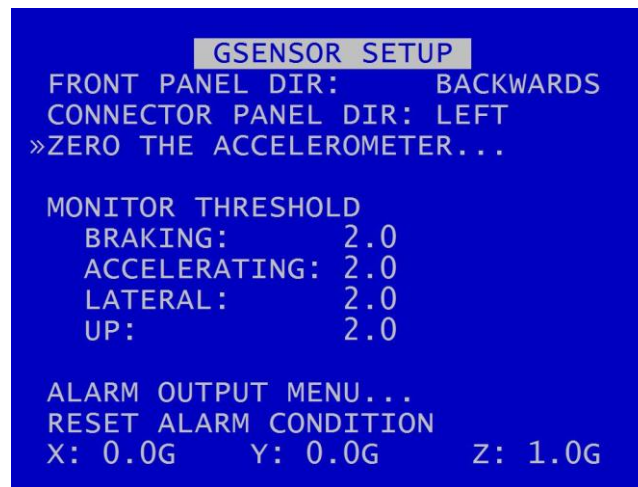 GSENSOR SETUP
FRONT PANEL DIR: BACKWARDS
CONNECTOR PANEL DIR: LEFT
»ZERO THE ACCELEROMETER...
MONITOR THRESHOLD
BRAKING: 2.0
ACCELERATING: 2.0
LATERAL: 2.0
UP: 2.0
ALARM OUTPUT MENU...
RESET ALARM CONDITION
X: 0.0G Y: 0.0G Z: 1.0G